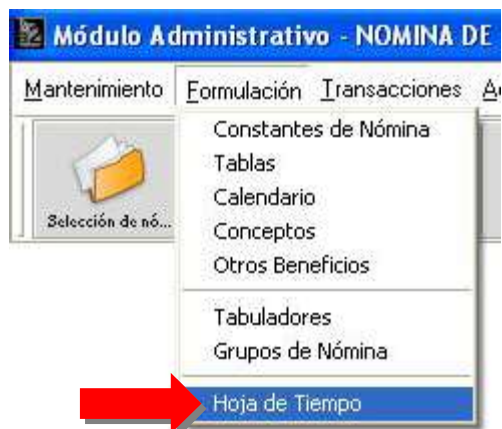 Módulo Administrativo - NOMINA DE
Mantenimiento Formulación Transacciones
Selección de nó...
Constantes de Nómina
Tablas
Calendario
Conceptos
Otros Beneficios
Tabuladores
Grupos de Nómina
Hoja de Tiempo